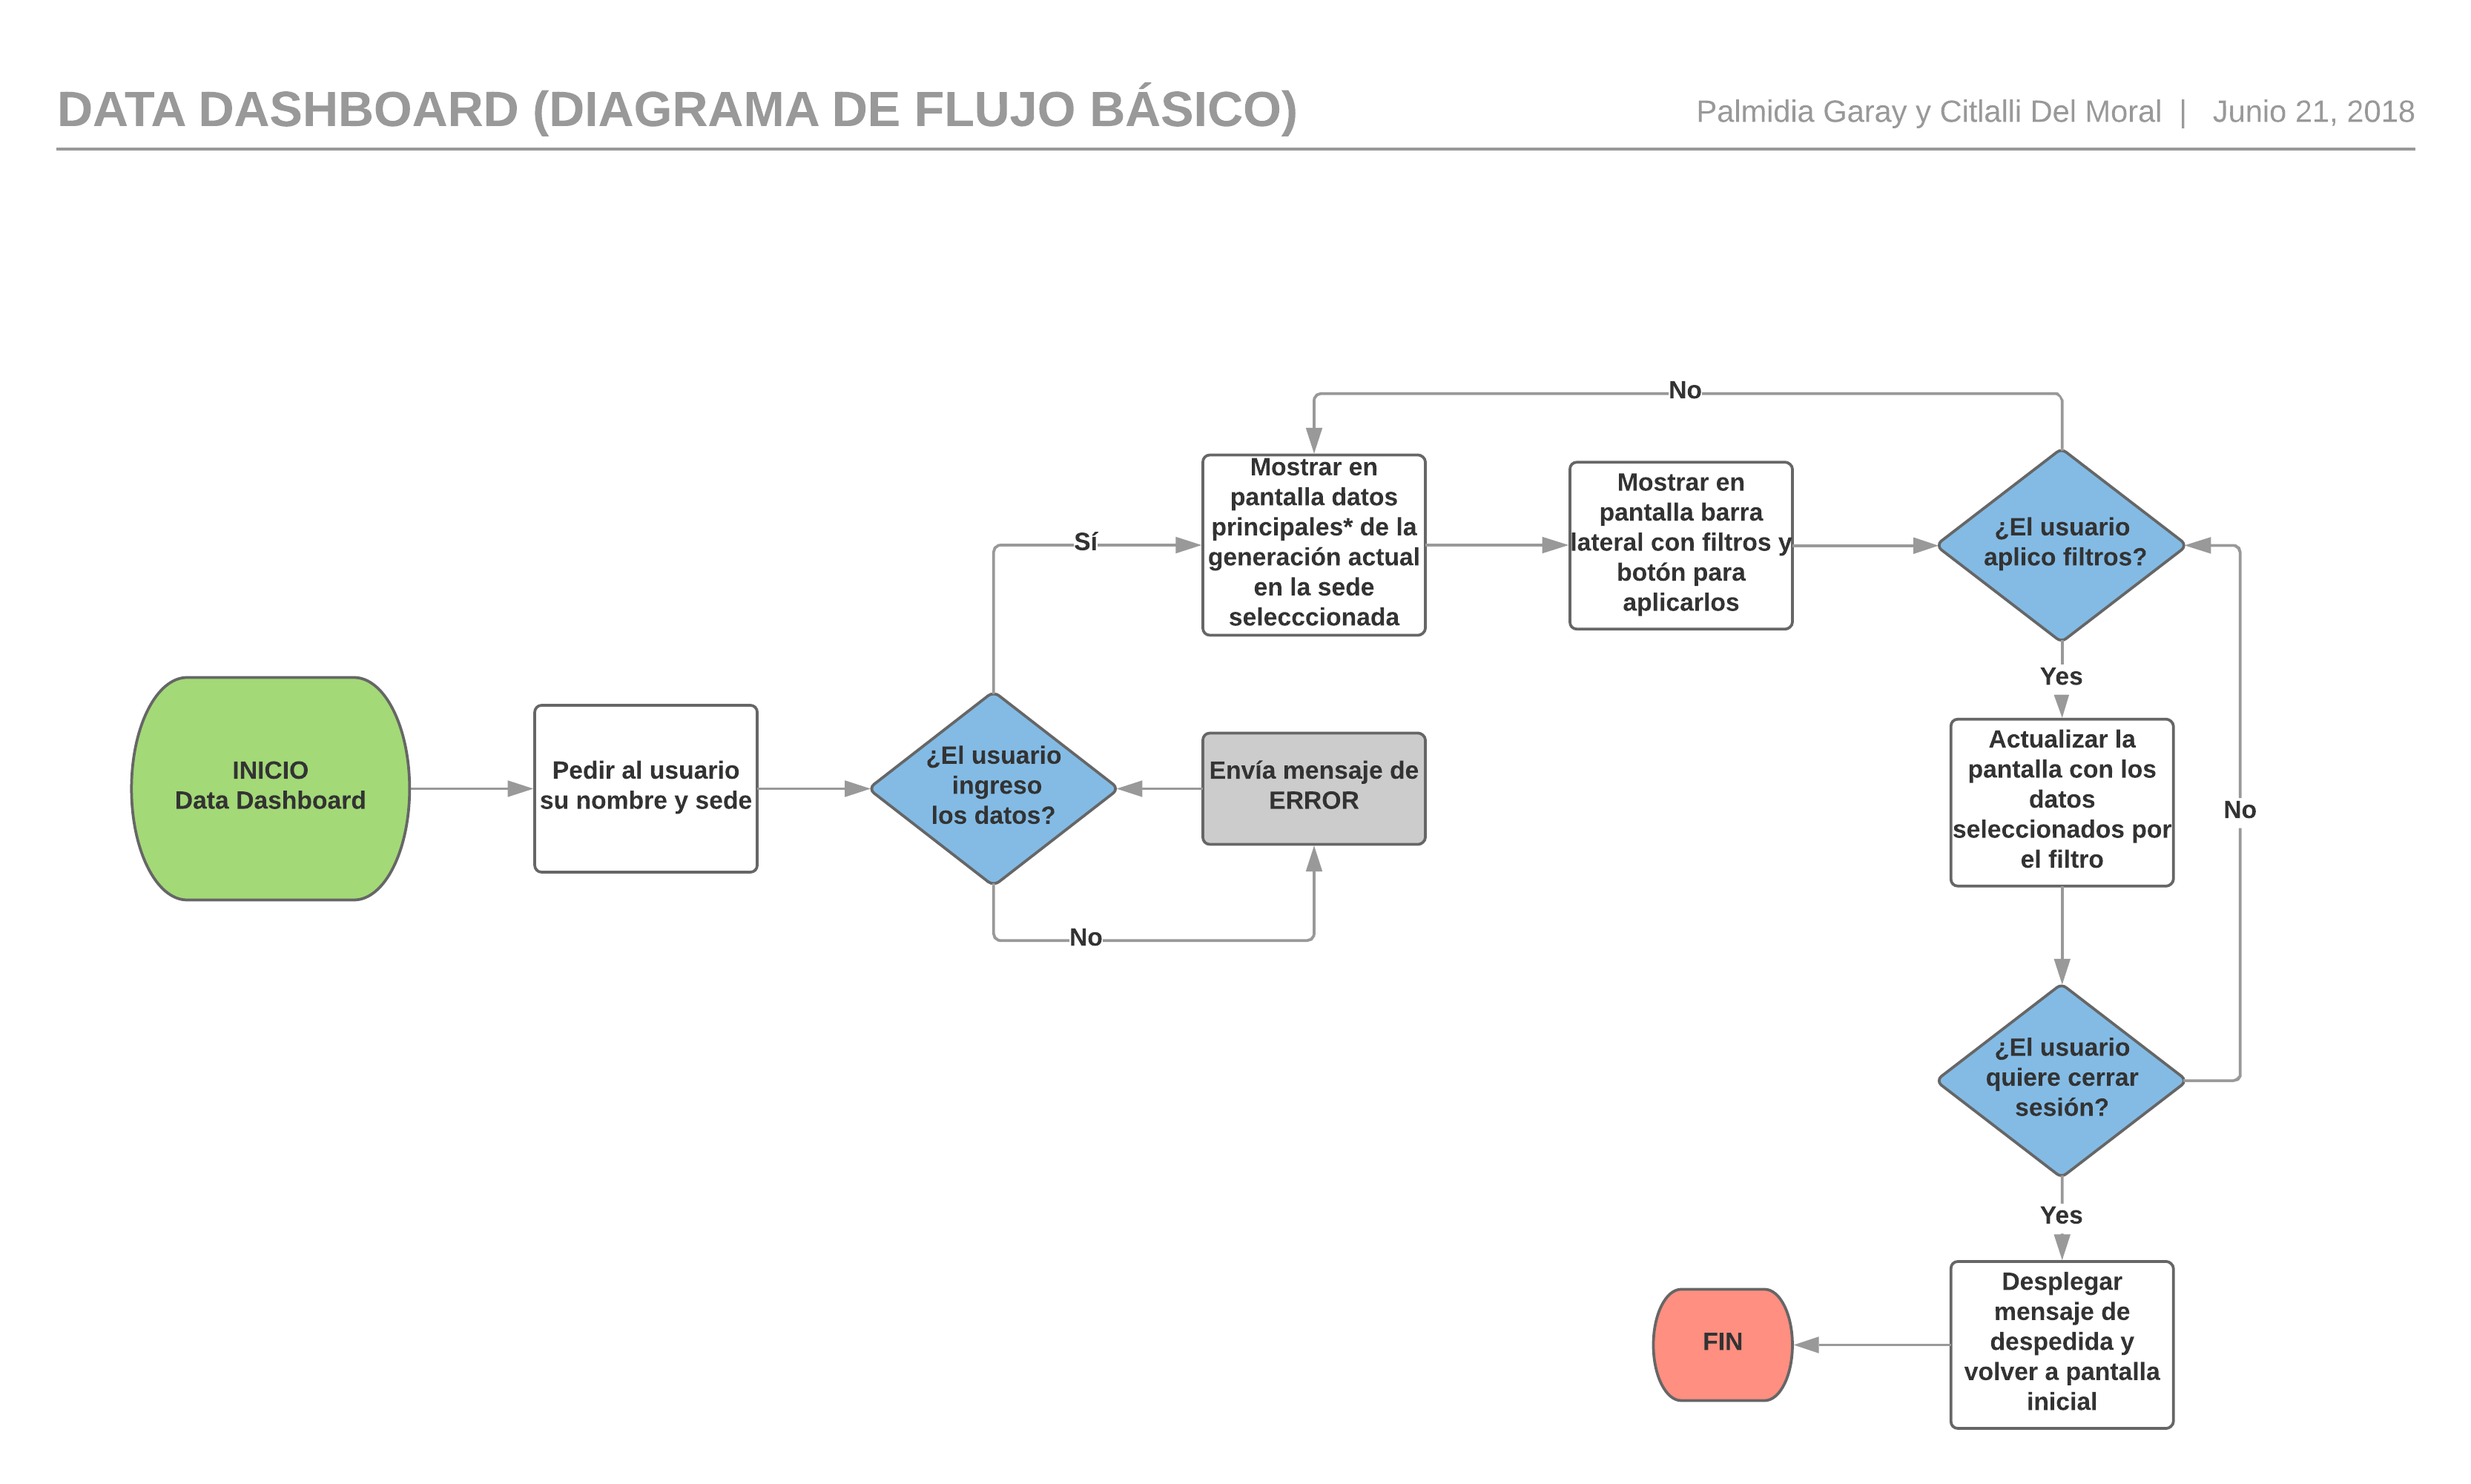 DATA DASHBOARD (DIAGRAMA DE FLUJO BÁSICO)
Palmidia Garay y Citlalli Del Moral | Junio 21, 2018
INICIO
Data Dashboard
Pedir al usuario
su nombre y sede
¿El usuario
ingreso
los datos?
No
Envía mensaje de
ERROR
Sí
Mostrar en
pantalla datos
principales* de la
generación actual
en la sede
selecccionada
Mostrar en
pantalla barra
lateral con filtros y
botón para
aplicarlos
¿El usuario
aplico filtros?
No
Yes
Actualizar la
pantalla con los
datos
seleccionados por
el filtro
¿El usuario
quiere cerrar
sesión?
No
Yes
Desplegar
mensaje de
despedida y
volver a pantalla
inicial
FIN